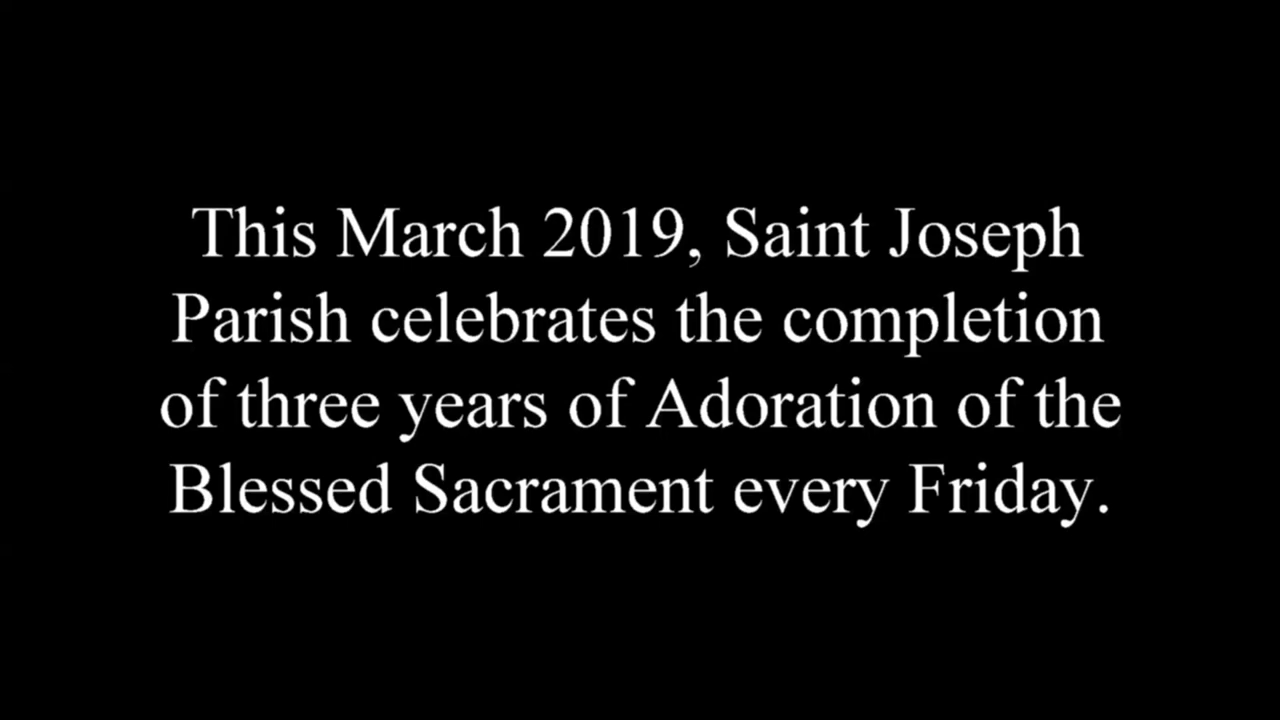 This March 2019, Saint Joseph
Parish celebrates the completion
of three years of Adoration of the
Blessed Sacrament every Friday.